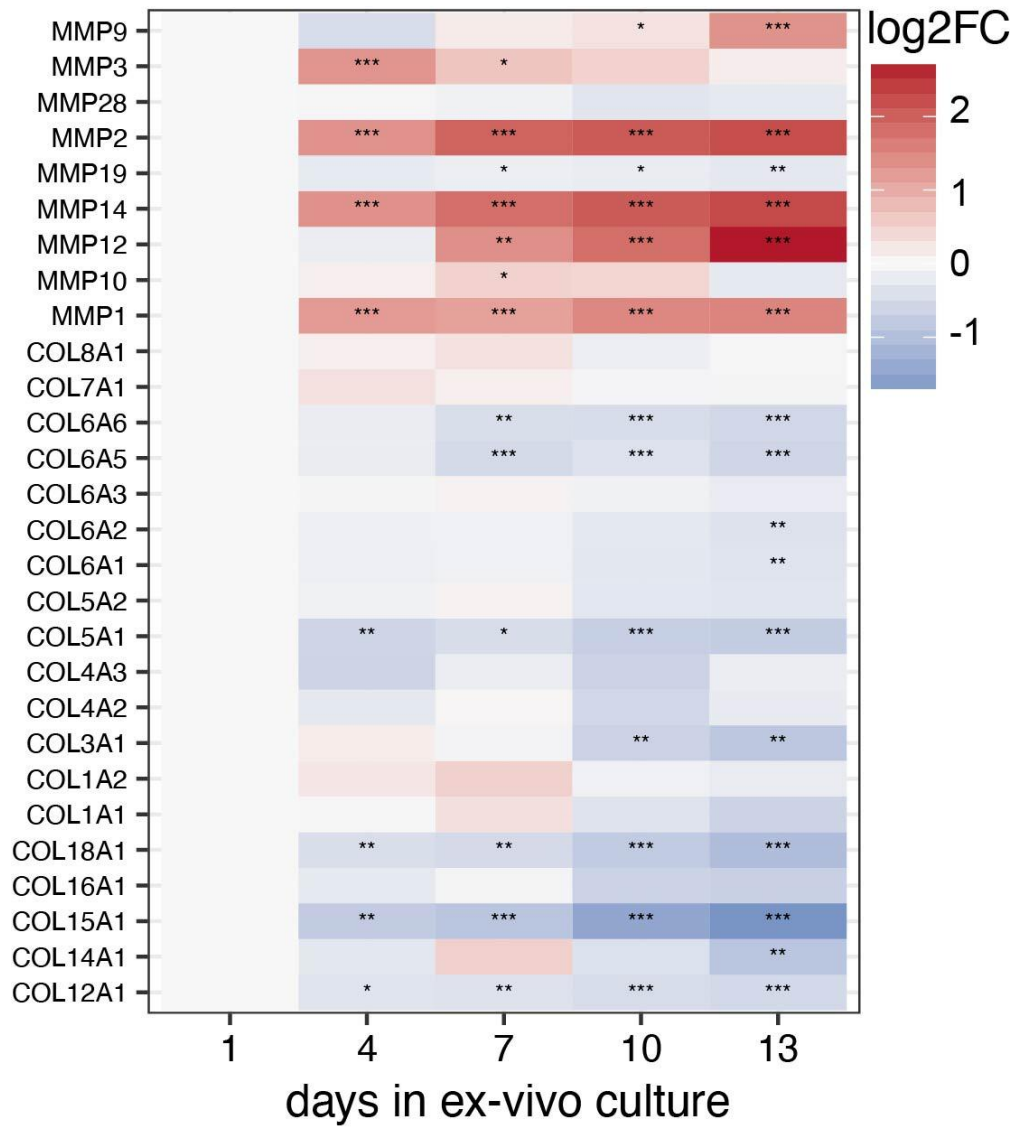 log2FC
MMP9 * ***
MMP3 *** *
MMP28
MMP2 *** *** *** ***
MMP19 * * **
MMP14 *** *** *** ***
MMP12 ** *** ***
MMP10 *
MMP1 *** *** *** ***
COL8A1
COL7A1
COL6A6 ** *** ***
COL6A5 *** *** ***
COL6A3
COL6A2 **
COL6A1 **
COL5A2
COL5A1 ** * *** ***
COL4A3
COL4A2
COL3A1 ** **
COL1A2
COL1A1
COL18A1 ** ** *** ***
COL16A1
COL15A1 ** *** *** ***
COL14A1 **
COL12A1 * ** *** ***
1 4 7 10 13
days in ex-vivo culture
2
1
0
-1